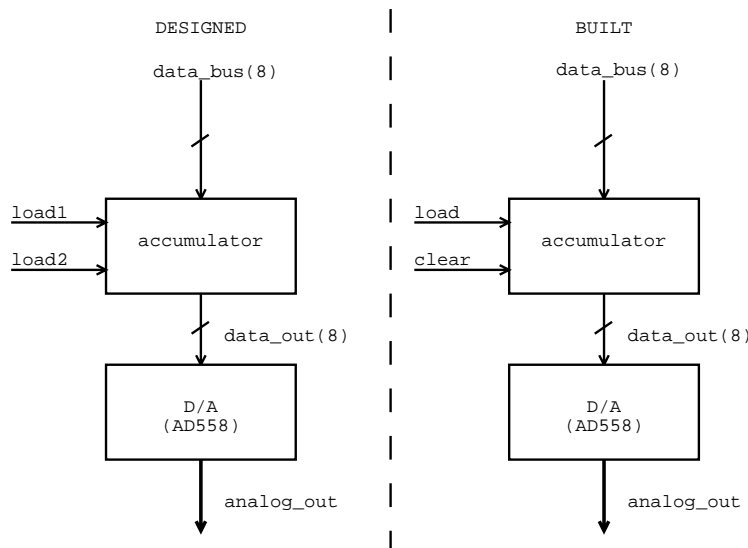 DESIGNED
data_bus(8)
load1
accumulator
load2
data_out(8)
D/A
(AD558)
analog_out
BUILT
data_bus(8)
load
accumulator
clear
data_out(8)
D/A
(AD558)
analog_out